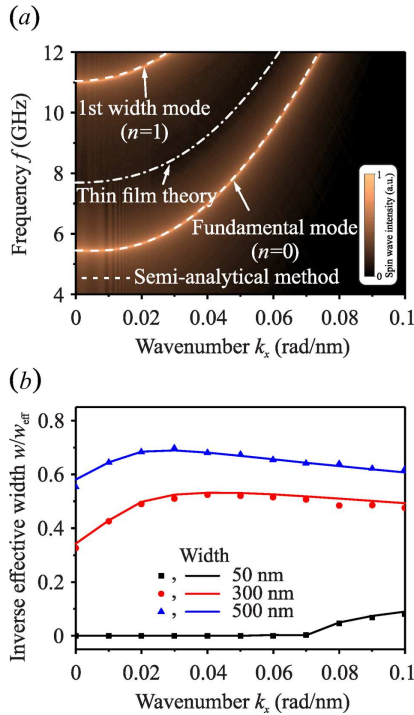 (a)
12
10
8
6
4
Frequency f (GHz)
1st width mode
(n=1)
Thin film theory
Fundamental mode
(n=0)
Semi-analytical method
1
0
Spin wave intensity (a.u.)
0 0.02 0.04 0.06 0.08 0.1
Wavenumber kx (rad/nm)
(b)
0.8
0.6
0.4
0.2
0
Inverse effective width w/weff
Width
, 50 nm
, 300 nm
, 500 nm
0 0.02 0.04 0.06 0.08 0.1
Wavenumber kx (rad/nm)